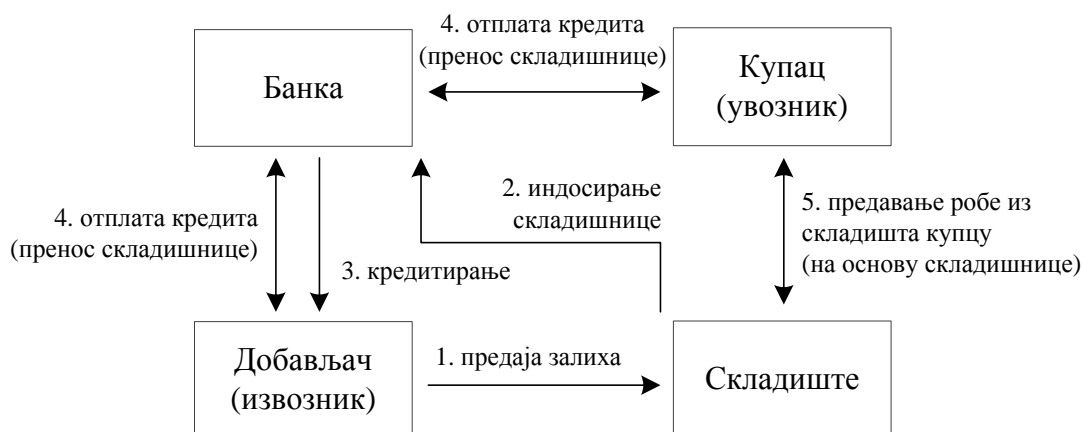 4. отплата кредита
(пренос складишнице)
Банка
Купац
(увозник)
2. индосирање
складишнице
4. отплата кредита
(пренос складишнице)
5. предавање робе из
складишта купцу
(на основу складишнице)
3. кредитирање
Добављач
(извозник)
1. предаја залиха
Складиште